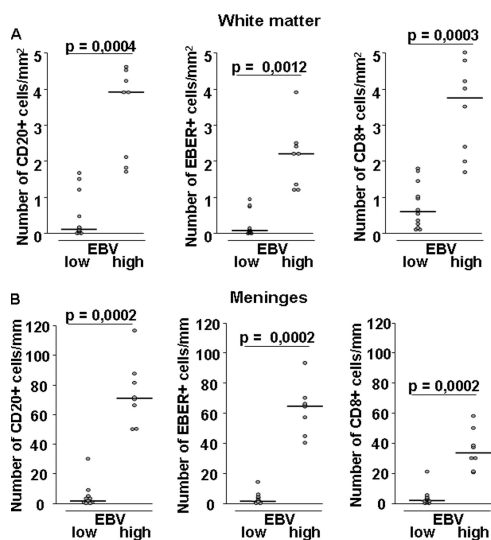 White matter
A
p = 0,0004
p = 0,0012
p = 0,0003
Number of CD20+ cells/mm²
5
4
3
2
1
0
EBV
low high
Number of EBER+ cells/mm²
5
4
3
2
1
0
EBV
low high
Number of CD8+ cells/mm²
5
4
3
2
1
0
EBV
low high
B
Meninges
p = 0,0002
p = 0,0002
p = 0,0002
Number of CD20+ cells/mm
120
100
80
60
40
20
0
EBV
low high
Number of EBER+ cells/mm
120
100
80
60
40
20
0
EBV
low high
Number of CD8+ cells/mm
120
100
80
60
40
20
0
EBV
low high